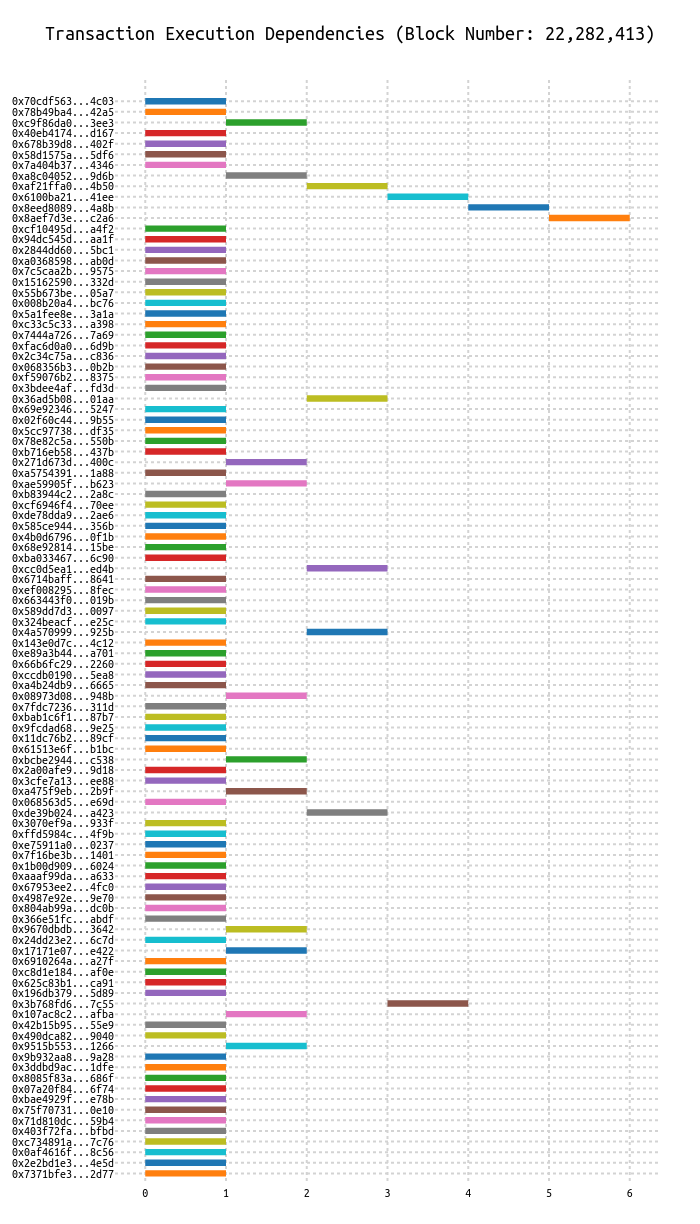 Transaction Execution Dependencies (Block Number: 22,282,413)
0x70cdf563...4c03
0x78b49ba4...42a5
0xc9f86da0...3ee3
0x40eb4174...d167
0x678b39d8...402f
0x58d1575a...5df6
0x7a404b37...4346
0xa8c04052...9d6b
0xaf21ffa0...4b50
0x6100ba21...41ee
0x8eed8089...4a8b
0x8aef7d3e...c2a6
0xcf10495d...a4f2
0x94dc545d...aa1f
0x2844dd60...5bc1
0xa0368598...ab0d
0x7c5caa2b...9575
0x15162590...332d
0x55b673be...05a7
0x008b20a4...bc76
0x5a1fee8e...3a1a
0xc33c5c33...a398
0x7444a726...7a69
0xfac6d0a0...6d9b
0x2c34c75a...c836
0x068356b3...0b2b
0xf59076b2...8375
0x3bdee4af...fd3d
0x36ad5b08...01aa
0x69e92346...5247
0x02f60c44...9b55
0x5cc97738...df35
0x78e82c5a...550b
0xb716eb58...437b
0x271d673d...400c
0xa5754391...1a88
0xae59905f...b623
0xb83944c2...2a8c
0xcf6946f4...70ee
0xde78dda9...2ae6
0x585ce944...356b
0x4b0d6796...0f1b
0x68e92814...15be
0xba033467...6c90
0xcc0d5ea1...ed4b
0x6714baff...8641
0xef008295...8fec
0x663443f0...019b
0x589dd7d3...0097
0x324beacf...e25c
0x4a570999...925b
0x143e0d7c...4c12
0xe89a3b44...a701
0x66b6fc29...2260
0xccdb0190...5ea8
0xa4b24db9...6665
0x08973d08...948b
0x7fdc7236...311d
0xbab1c6f1...87b7
0x9fcdad68...9e25
0x11dc76b2...89cf
0x61513e6f...b1bc
0xbcbe2944...c538
0x2a00afe9...9d18
0x3cfe7a13...ee88
0xa475f9eb...2b9f
0x068563d5...e69d
0xde39b024...a423
0x3070ef9a...933f
0xffd5984c...4f9b
0xe75911a0...0237
0x7f16be3b...1401
0x1b00d909...6024
0xaaaf99da...a633
0x67953ee2...4fc0
0x4987e92e...9e70
0x804ab99a...dc0b
0x366e51fc...abdf
0x9670dbdb...3642
0x24dd23e2...6c7d
0x17171e07...e422
0x6910264a...a27f
0xc8d1e184...af0e
0x625c83b1...ca91
0x196db379...5d89
0x3b768fd6...7c55
0x107ac8c2...afba
0x42b15b95...55e9
0x490dca82...9040
0x9515b553...1266
0x9b932aa8...9a28
0x3ddbd9ac...1dfe
0x8085f83a...686f
0x07a20f84...6f74
0xbae4929f...e78b
0x75f70731...0e10
0x71d810dc...59b4
0x403f72fa...bfbd
0xc734891a...7c76
0x0af4616f...8c56
0x2e2bd1e3...4e5d
0x7371bfe3...2d77
0 1 2 3 4 5 6